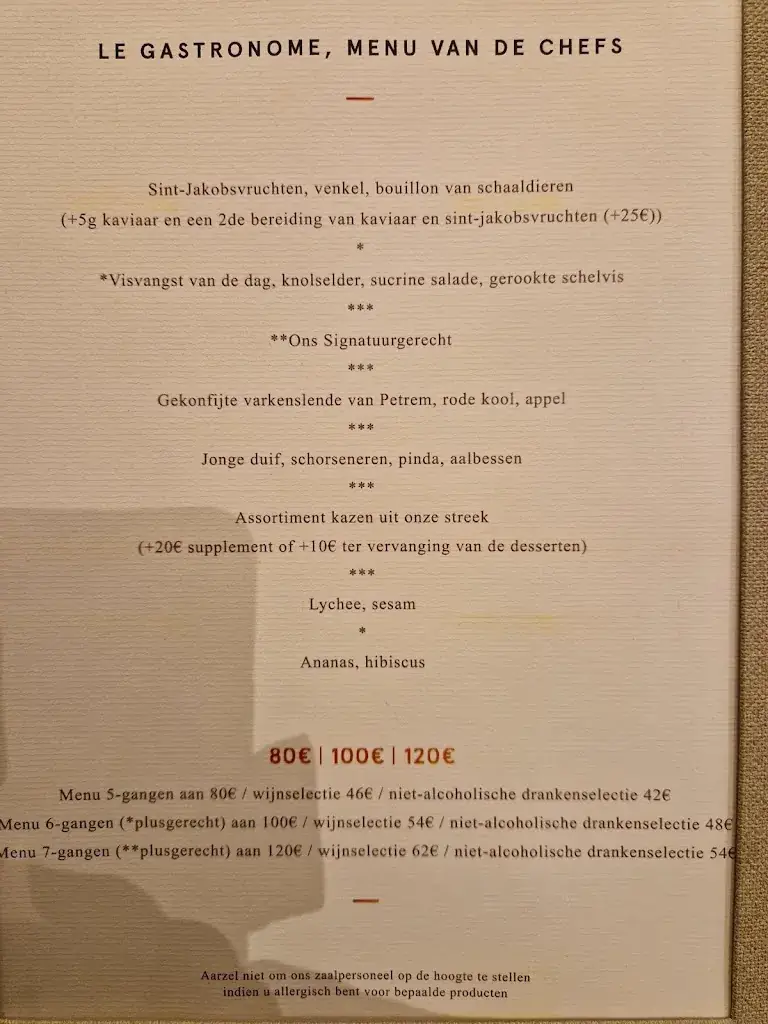 LE GASTRONOME, MENU VAN DE CHEFS
Sint-Jakobsvruchten, venkel, bouillon van schaaldieren
(+5g kaviaar en een 2de bereiding van kaviaar en sint-jakobsvruchten (+25€))
*
*Visvangst van de dag, knolselder, sucrine salade, gerookte schelvis
***
**Ons Signatuurgerecht
***
Gekonfijte varkenslende van Petrem, rode kool, appel
***
Jonge duif, schorseneren, pinda, aalbessen
***
Assortiment kazen uit onze streek
(+20€ supplement of +10€ ter vervanging van de desserten)
***
Lychee, sesam
*
Ananas, hibiscus
80€ | 100€ | 120€
Menu 5-gangen aan 80€ / wijnselectie 46€ / niet-alcoholische drankenselectie 42€
Menu 6-gangen (*plusgerecht) aan 100€ / wijnselectie 54€ / niet-alcoholische drankenselectie 48€
Menu 7-gangen (**plusgerecht) aan 120€ / wijnselectie 62€ / niet-alcoholische drankenselectie 54€
Aarzel niet om ons zaalpersoneel op de hoogte te stellen
indien u allergisch bent voor bepaalde producten